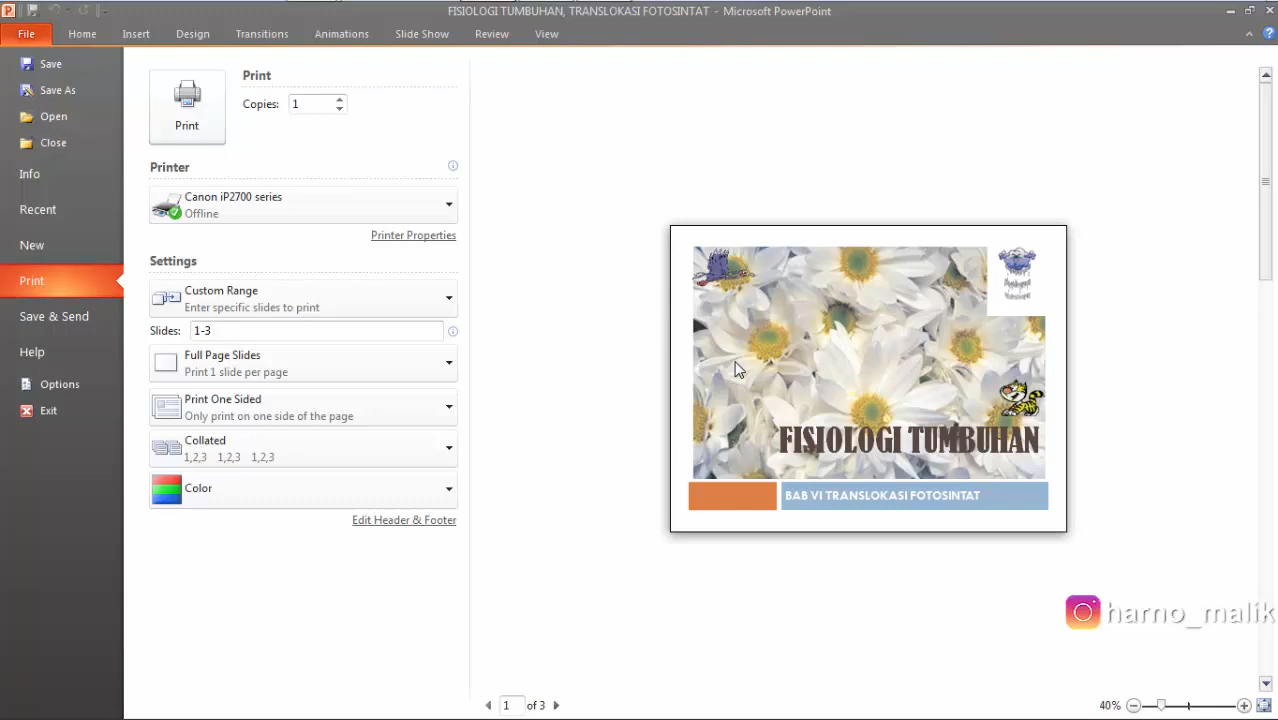 FISIOLOGI TUMBUHAN, TRANSLOKASI FOTOSINTAT - Microsoft PowerPoint
File Home Insert Design Transitions Animations Slide Show Review View
Save
Save As
Open
Close
Info
Recent
New
Print
Save & Send
Help
Options
Exit
Print
Print
Copies: 1
Printer
Canon iP2700 series
Offline
Printer Properties
Settings
Custom Range
Enter specific slides to print
Slides: 1-3
Full Page Slides
Print 1 slide per page
Print One Sided
Only print on one side of the page
Collated
1,2,3 1,2,3 1,2,3
Color
Edit Header & Footer
FISIOLOGI TUMBUHAN
BAB VI TRANSLOKASI FOTOSINTAT
harno_malik
1 of 3
40%